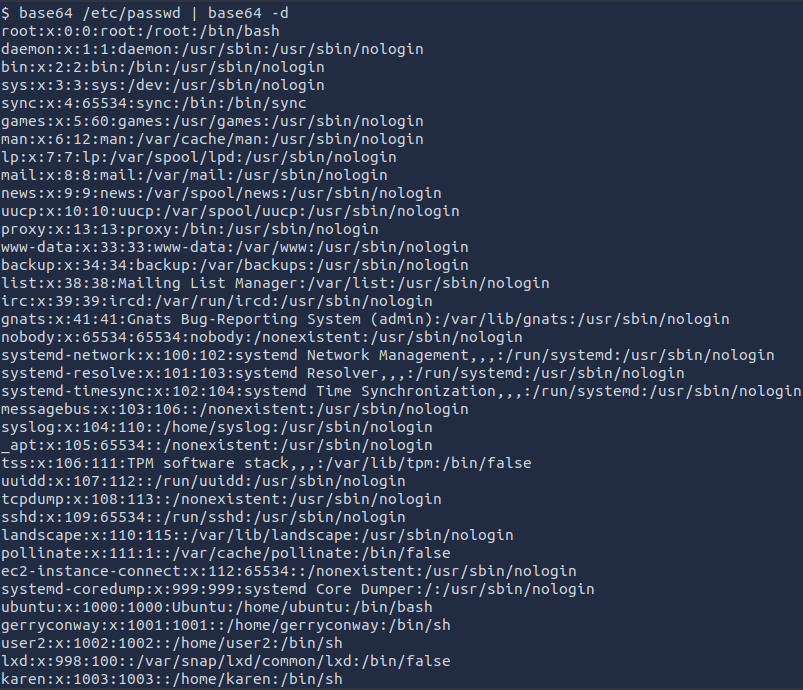 $ base64 /etc/passwd | base64 -d
root:x:0:0:root:/root:/bin/bash
daemon:x:1:1:daemon:/usr/sbin:/usr/sbin/nologin
bin:x:2:2:bin:/bin:/usr/sbin/nologin
sys:x:3:3:sys:/dev:/usr/sbin/nologin
sync:x:4:65534:sync:/bin:/bin/sync
games:x:5:60:games:/usr/games:/usr/sbin/nologin
man:x:6:12:man:/var/cache/man:/usr/sbin/nologin
lp:x:7:7:lp:/var/spool/lpd:/usr/sbin/nologin
mail:x:8:8:mail:/var/mail:/usr/sbin/nologin
news:x:9:9:news:/var/spool/news:/usr/sbin/nologin
uucp:x:10:10:uucp:/var/spool/uucp:/usr/sbin/nologin
proxy:x:13:13:proxy:/bin:/usr/sbin/nologin
www-data:x:33:33:www-data:/var/www:/usr/sbin/nologin
backup:x:34:34:backup:/var/backups:/usr/sbin/nologin
list:x:38:38:Mailing List Manager:/var/list:/usr/sbin/nologin
irc:x:39:39:ircd:/var/run/ircd:/usr/sbin/nologin
gnats:x:41:41:Gnats Bug-Reporting System (admin):/var/lib/gnats:/usr/sbin/nologin
nobody:x:65534:65534:nobody:/nonexistent:/usr/sbin/nologin
systemd-network:x:100:102:systemd Network Management,,,:/run/systemd:/usr/sbin/nologin
systemd-resolve:x:101:103:systemd Resolver,,,:/run/systemd:/usr/sbin/nologin
systemd-timesync:x:102:104:systemd Time Synchronization,,,:/run/systemd:/usr/sbin/nologin
messagebus:x:103:106::/nonexistent:/usr/sbin/nologin
syslog:x:104:110::/home/syslog:/usr/sbin/nologin
_apt:x:105:65534::/nonexistent:/usr/sbin/nologin
tss:x:106:111:TPM software stack,,,:/var/lib/tpm:/bin/false
uuidd:x:107:112::/run/uuidd:/usr/sbin/nologin
tcpdump:x:108:113::/nonexistent:/usr/sbin/nologin
sshd:x:109:65534::/run/sshd:/usr/sbin/nologin
landscape:x:110:115::/var/lib/landscape:/usr/sbin/nologin
pollinate:x:111:1::/var/cache/pollinate:/bin/false
ec2-instance-connect:x:112:65534::/nonexistent:/usr/sbin/nologin
systemd-coredump:x:999:999:systemd Core Dumper:/:/usr/sbin/nologin
ubuntu:x:1000:1000:Ubuntu:/home/ubuntu:/bin/bash
gerryconway:x:1001:1001::/home/gerryconway:/bin/sh
user2:x:1002:1002::/home/user2:/bin/sh
lxd:x:998:100::/var/snap/lxd/common/lxd:/bin/false
karen:x:1003:1003::/home/karen:/bin/sh